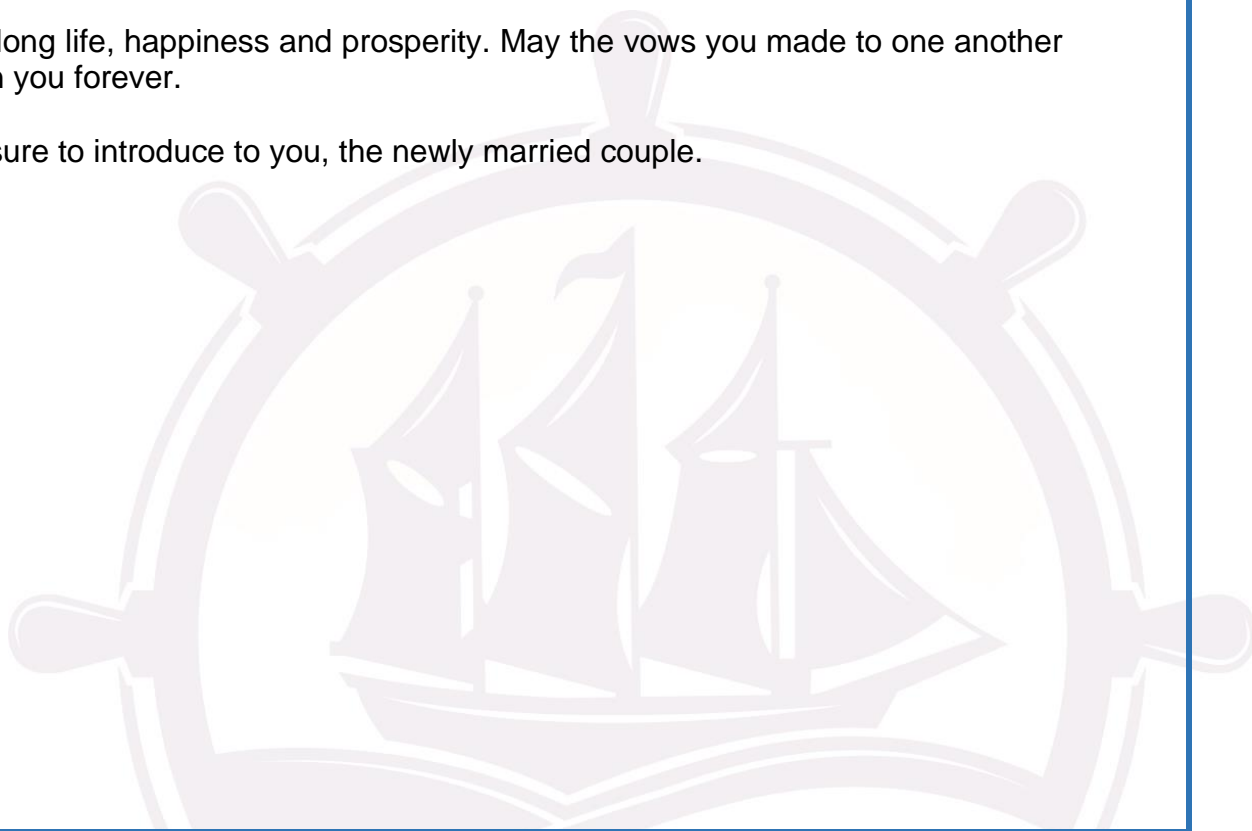 long life, happiness and prosperity. May the vows you made to one another
you forever.
to introduce to you, the newly married couple.